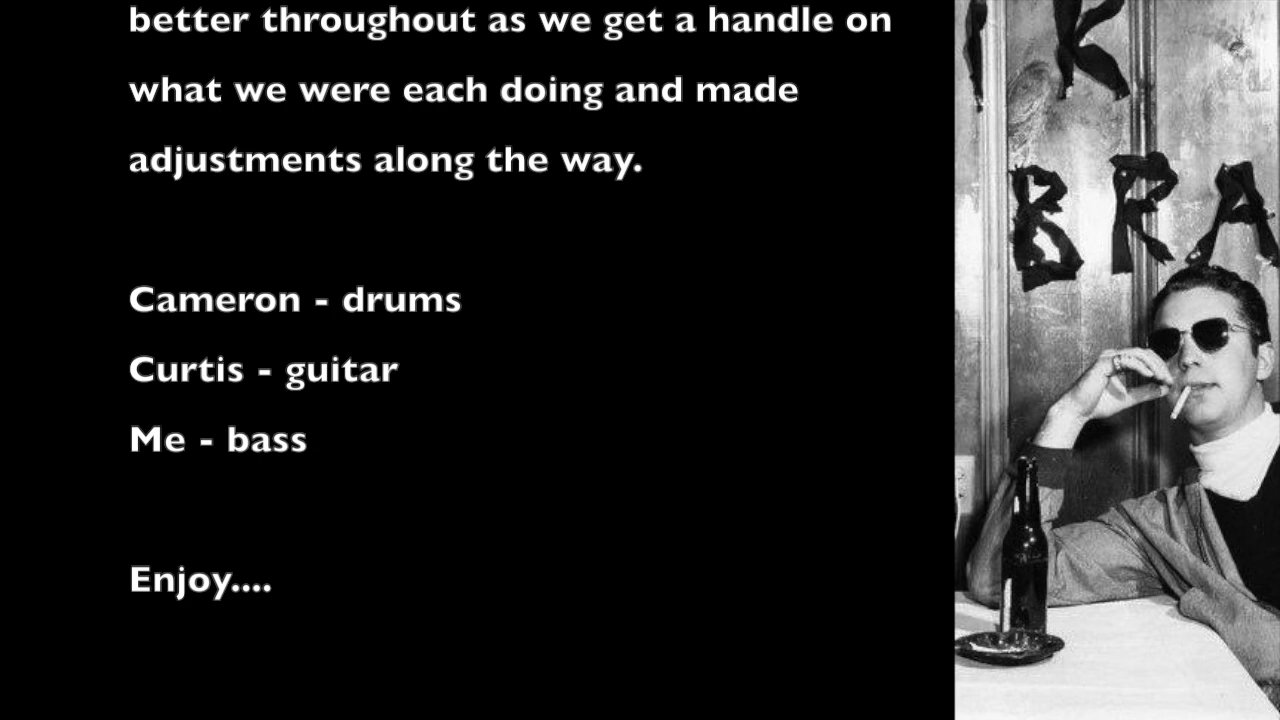 better throughout as we get a handle on
what we were each doing and made
adjustments along the way.
Cameron - drums
Curtis - guitar
Me - bass
Enjoy....
K
BRA